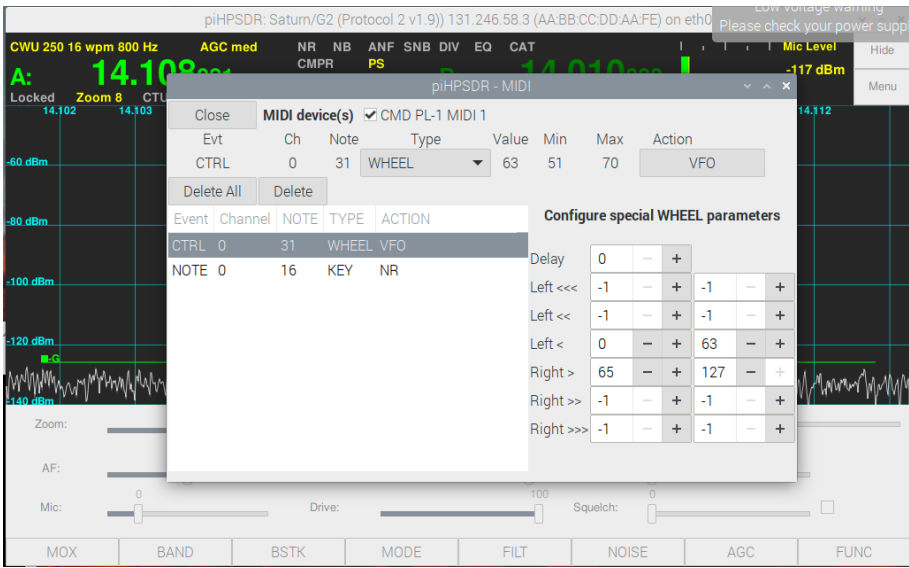 piHPSDR: Saturn/G2 (Protocol 2 v1.9)) 131.246.58.3 (AA:BB:CC:DD:AA:FE) on eth0
Low voltage warning
Please check your power suppl
CWU 250 16 wpm 800 Hz AGC med NR NB ANF SNB DIV EQ CAT Mic Level Hide
CMPR PS
A: 14.108 14.010 -117 dBm
Locked Zoom 8 CTU Menu
14.102 14.103 14.112
piHPSDR - MIDI
Close MIDI device(s) CMD PL-1 MIDI 1
Evt Ch Note Type Value Min Max Action
CTRL 0 31 WHEEL 63 51 70 VFO
Delete All Delete
Event Channel NOTE TYPE ACTION
CTRL 0 31 WHEEL VFO
NOTE 0 16 KEY NR
Configure special WHEEL parameters
Delay 0 − +
Left <<< -1 − + -1 − +
Left << -1 − + -1 − +
Left < 0 − + 63 − +
Right > 65 − + 127 − +
Right >> -1 − + -1 − +
Right >>> -1 − + -1 − +
-60 dBm
-80 dBm
-100 dBm
-120 dBm
-G
-140 dBm
Zoom:
AF:
0 100 0
Mic: Drive: Squelch:
MOX BAND BSTK MODE FILT NOISE AGC FUNC